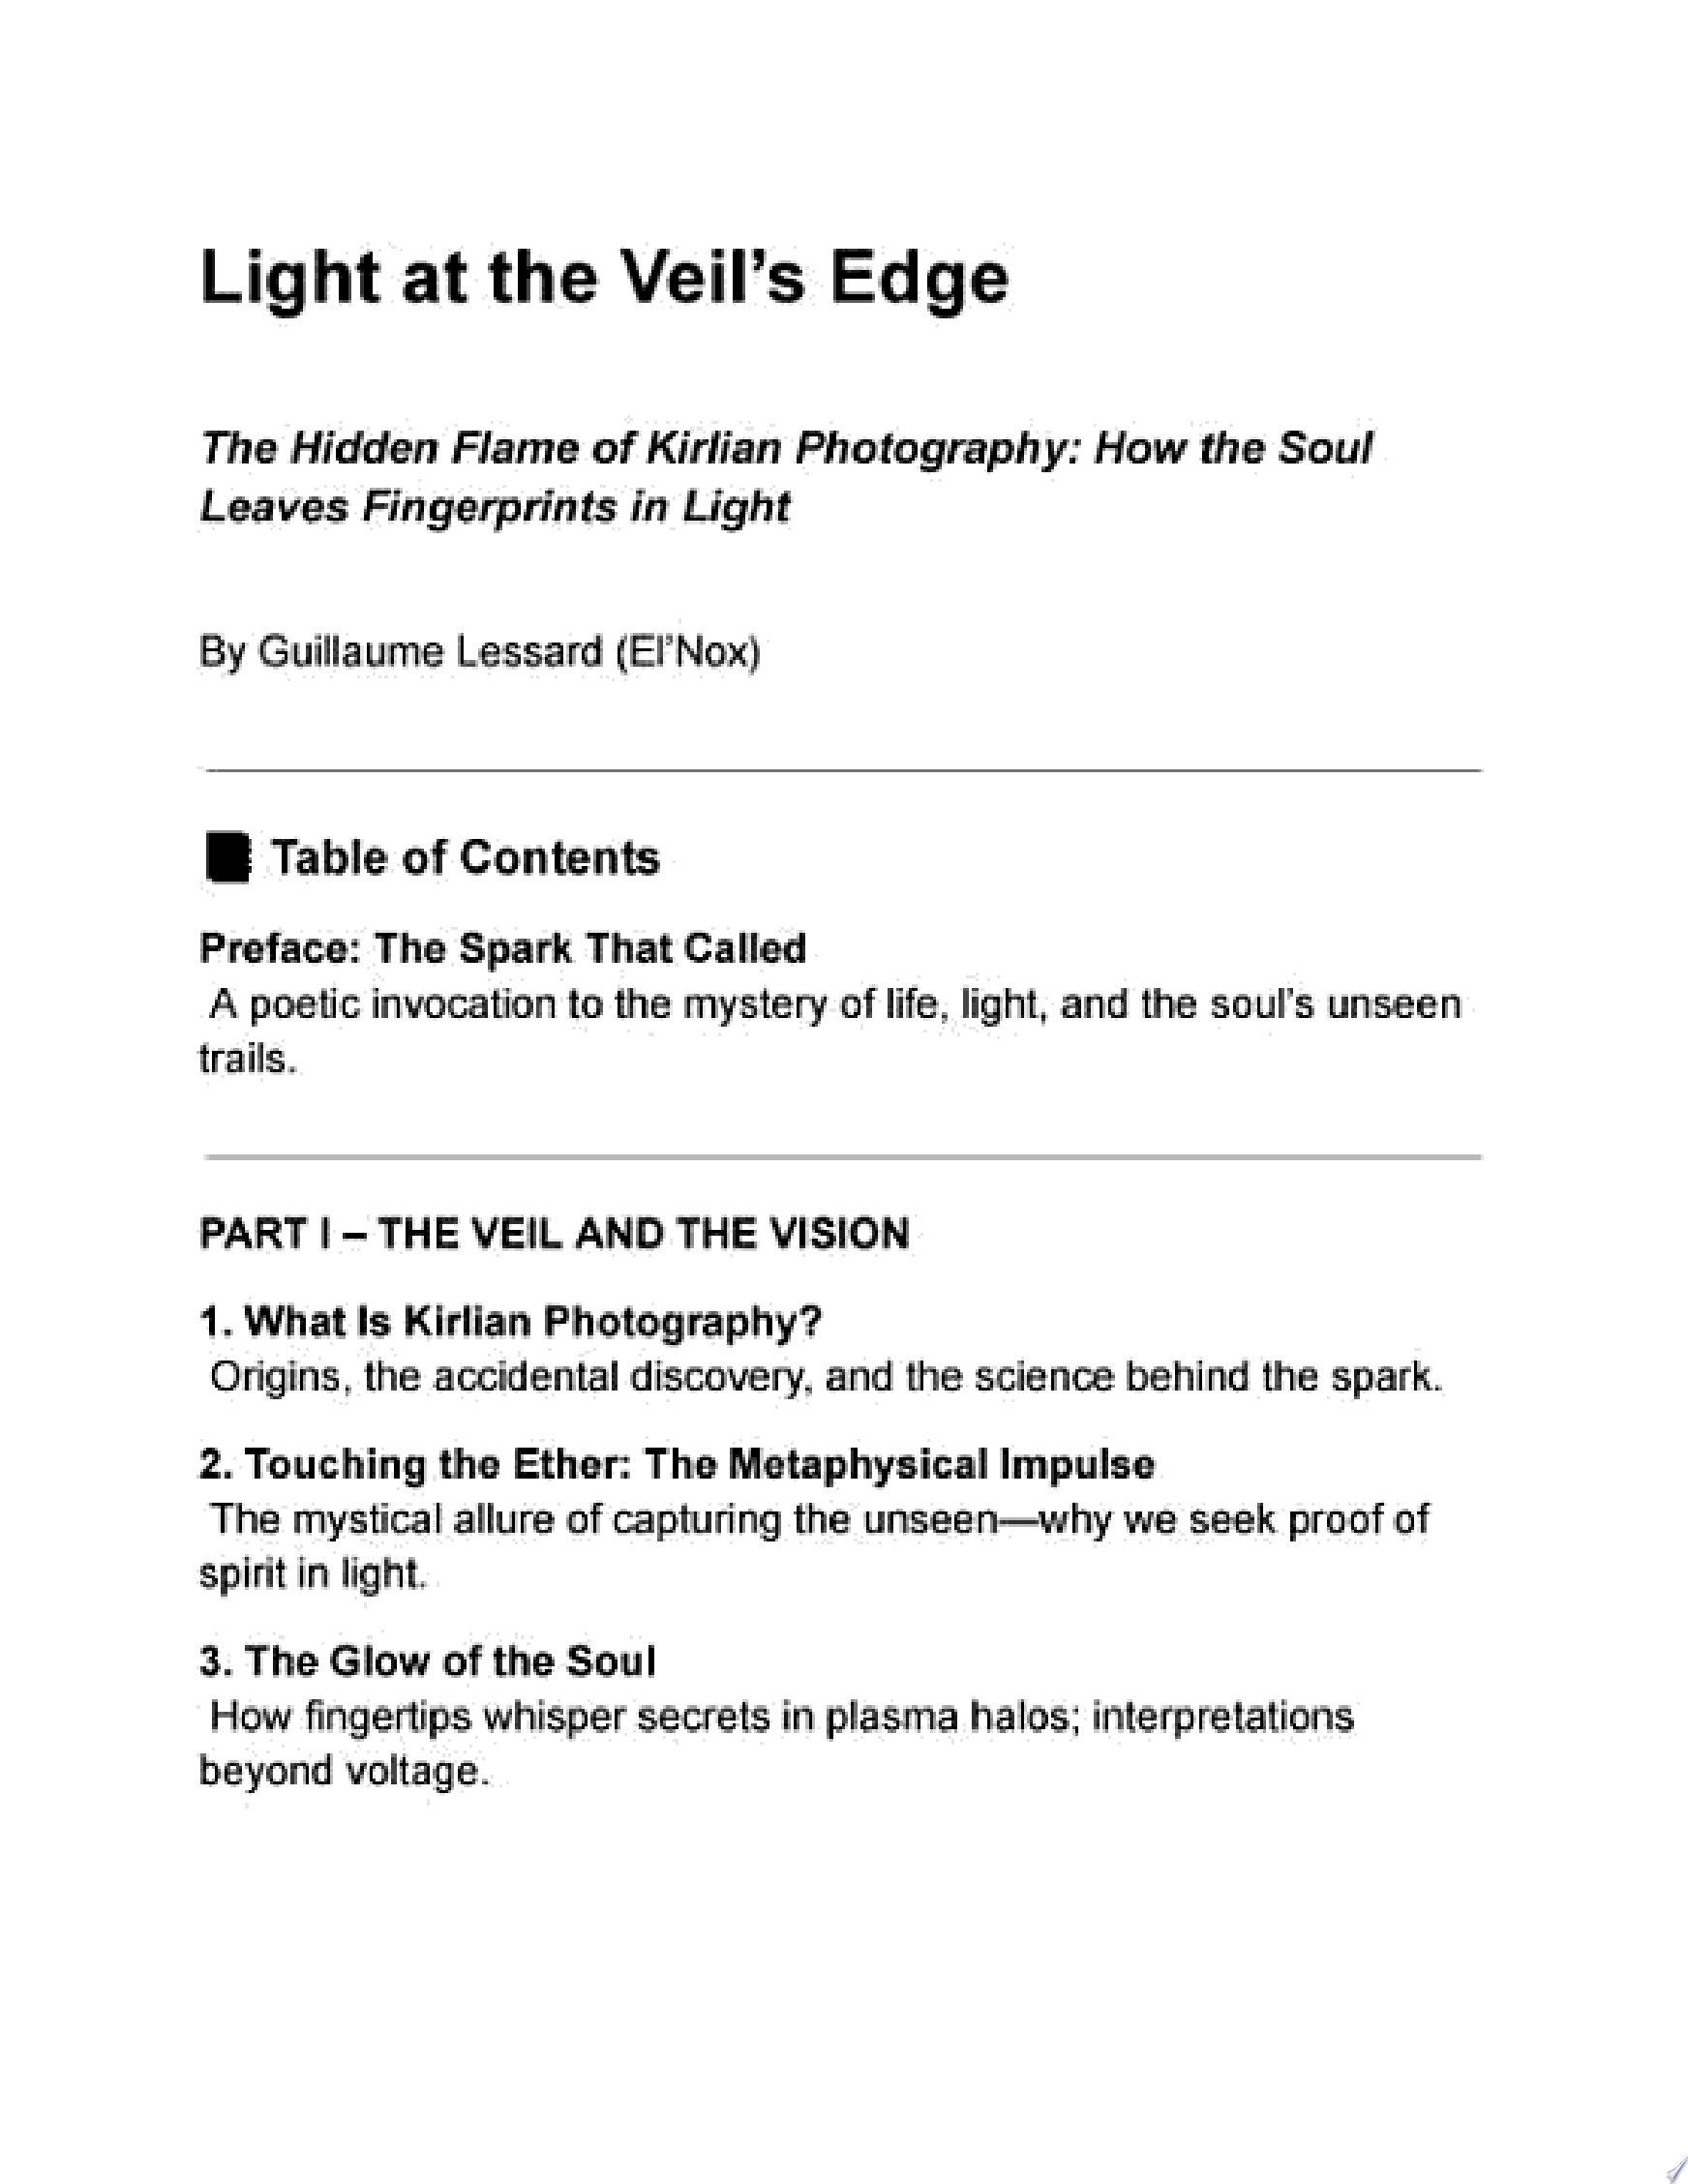 Light at the Veil’s Edge
The Hidden Flame of Kirlian Photography: How the Soul
Leaves Fingerprints in Light
By Guillaume Lessard (El’Nox)
Table of Contents
Preface: The Spark That Called
A poetic invocation to the mystery of life, light, and the soul’s unseen
trails.
PART I – THE VEIL AND THE VISION
1. What Is Kirlian Photography?
Origins, the accidental discovery, and the science behind the spark.
2. Touching the Ether: The Metaphysical Impulse
The mystical allure of capturing the unseen—why we seek proof of
spirit in light.
3. The Glow of the Soul
How fingertips whisper secrets in plasma halos; interpretations
beyond voltage.